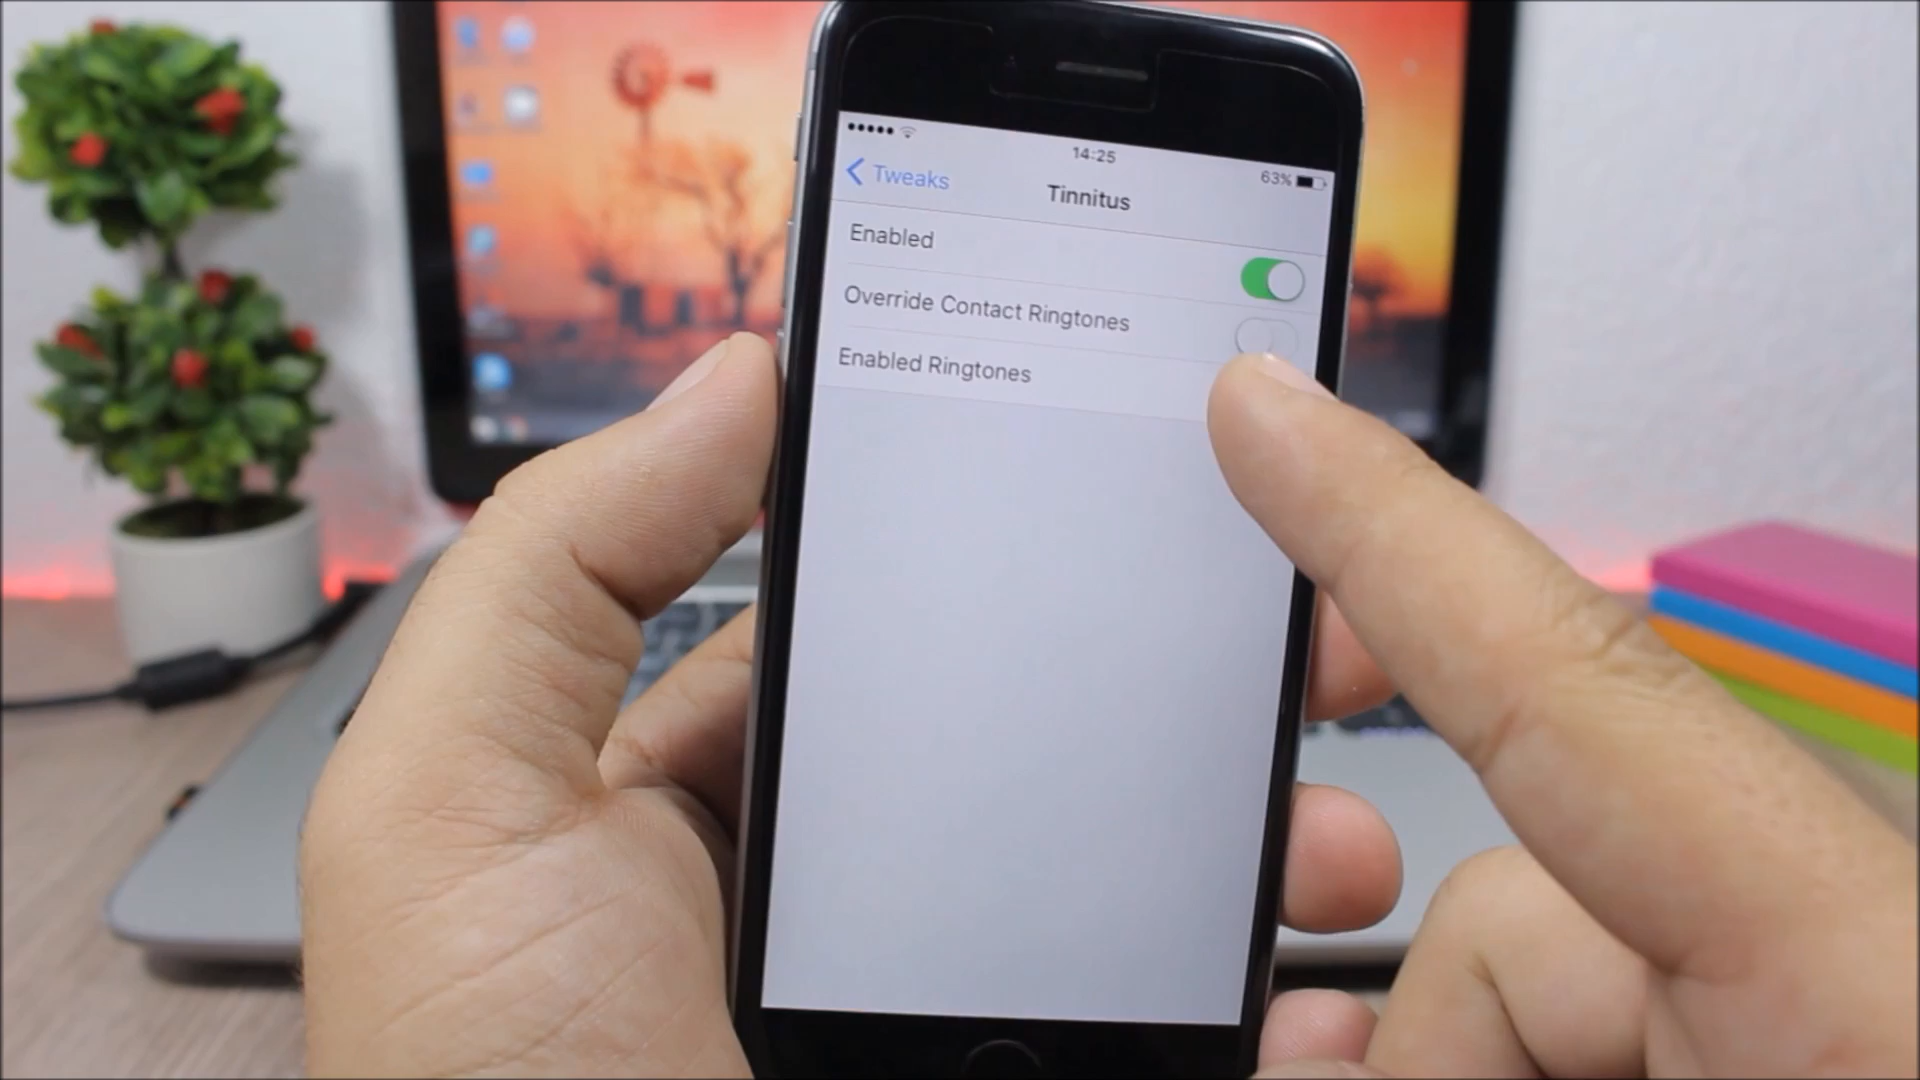 14:25
63%
Tweaks
Tinnitus
Enabled
Override Contact Ringtones
Enabled Ringtones